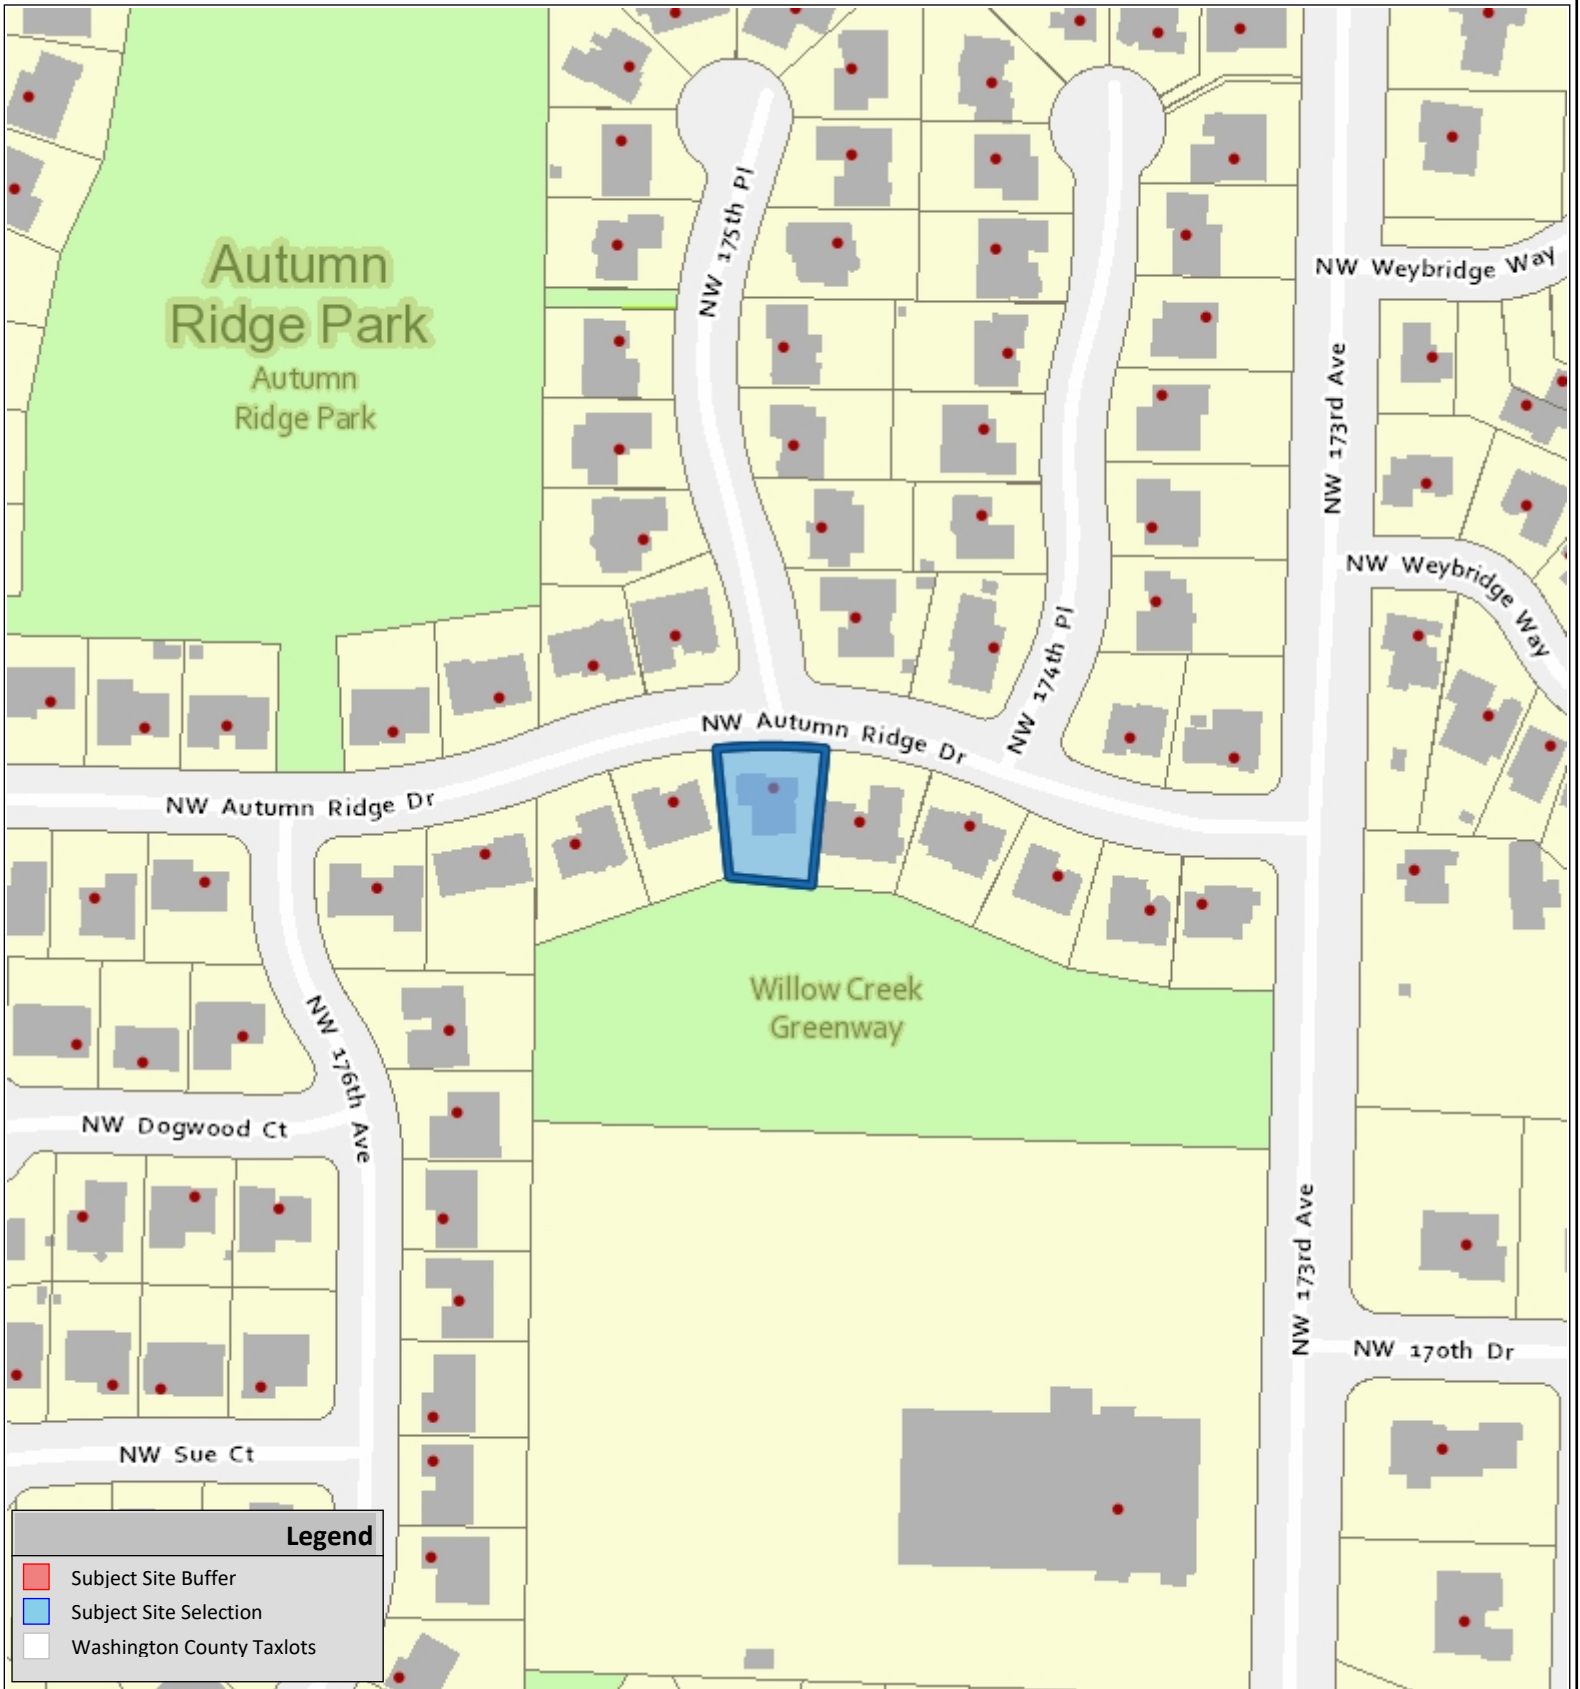 NW 175th Pl
NW Weybridge Way
Autumn
Ridge Park
Autumn
Ridge Park
NW 173rd Ave
NW Weybridge Way
NW 174th Pl
NW Autumn Ridge Dr
NW Autumn Ridge Dr
Willow Creek
Greenway
NW 176th Ave
NW Dogwood Ct
NW 173rd Ave
NW 170th Dr
NW Sue Ct
Legend
Subject Site Buffer
Subject Site Selection
Washington County Taxlots